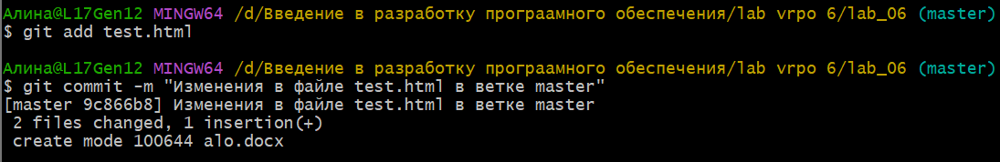 Алина@L17Gen12 MINGW64 /d/Введение в разработку програамного обеспечения/lab vrpo 6/lab_06 (master)
$ git add test.html
Алина@L17Gen12 MINGW64 /d/Введение в разработку програамного обеспечения/lab vrpo 6/lab_06 (master)
$ git commit -m "Изменения в файле test.html в ветке master"
[master 9c866b8] Изменения в файле test.html в ветке master
2 files changed, 1 insertion(+)
create mode 100644 alo.docx